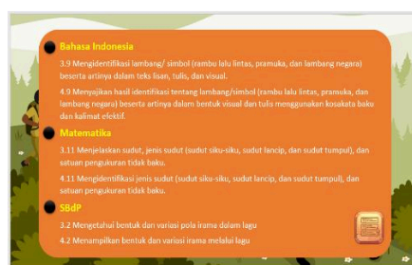 Bahasa Indonesia
3.9 Mengidentifikasi lambang/ simbol (rambu lalu lintas, pramuka, dan lambang negara)
beserta artinya dalam teks lisan, tulis, dan visual.
4.9 Menyajikan hasil identifikasi tentang lambang/simbol (rambu lalu lintas, pramuka, dan
lambang negara) beserta artinya dalam bentuk visual dan tulis menggunakan kosakata baku
dan kalimat efektif.
Matematika
3.11 Menjelaskan sudut, jenis sudut (sudut siku-siku, sudut lancip, dan sudut tumpul), dan
satuan pengukuran tidak baku.
4.11 Mengidentifikasi jenis sudut (sudut siku-siku, sudut lancip, dan sudut tumpul), dan
satuan pengukuran tidak baku.
SBdP
3.2 Mengetahui bentuk dan variasi pola irama dalam lagu
4.2 Menampilkan bentuk dan variasi irama melalui lagu